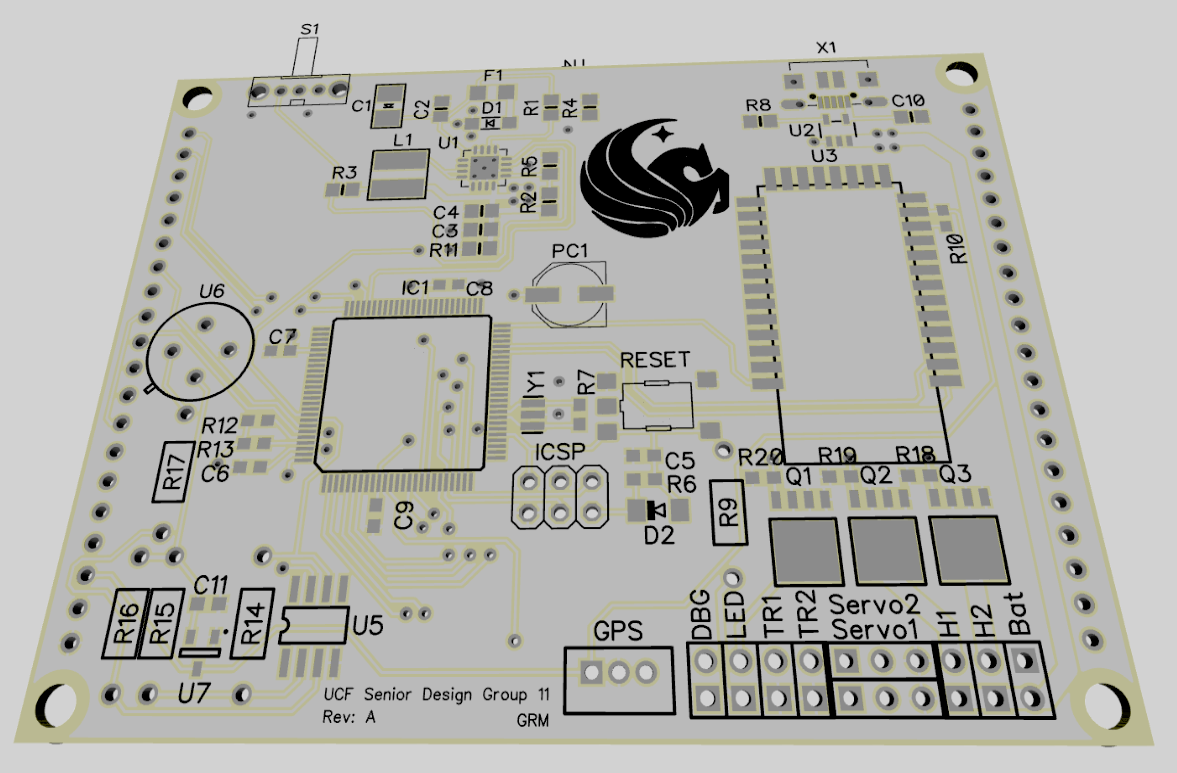 S1
X1
F1
C1
C2
D1
R1
R4
R8
C10
U1
U2
L1
U3
R3
R5
R2
C4
C3
R11
R10
PC1
U6
IC1
C8
C7
RESET
Y1
R7
R12
R13
C6
R17
ICSP
C5
R6
R20
R19
R18
Q1
Q2
Q3
R9
C9
D2
C11
R16
R15
R14
U5
U7
GPS
DBG
LED
TR1
TR2
Servo2
Servo1
H1
H2
Bat
UCF Senior Design Group 11
Rev: A
GRM